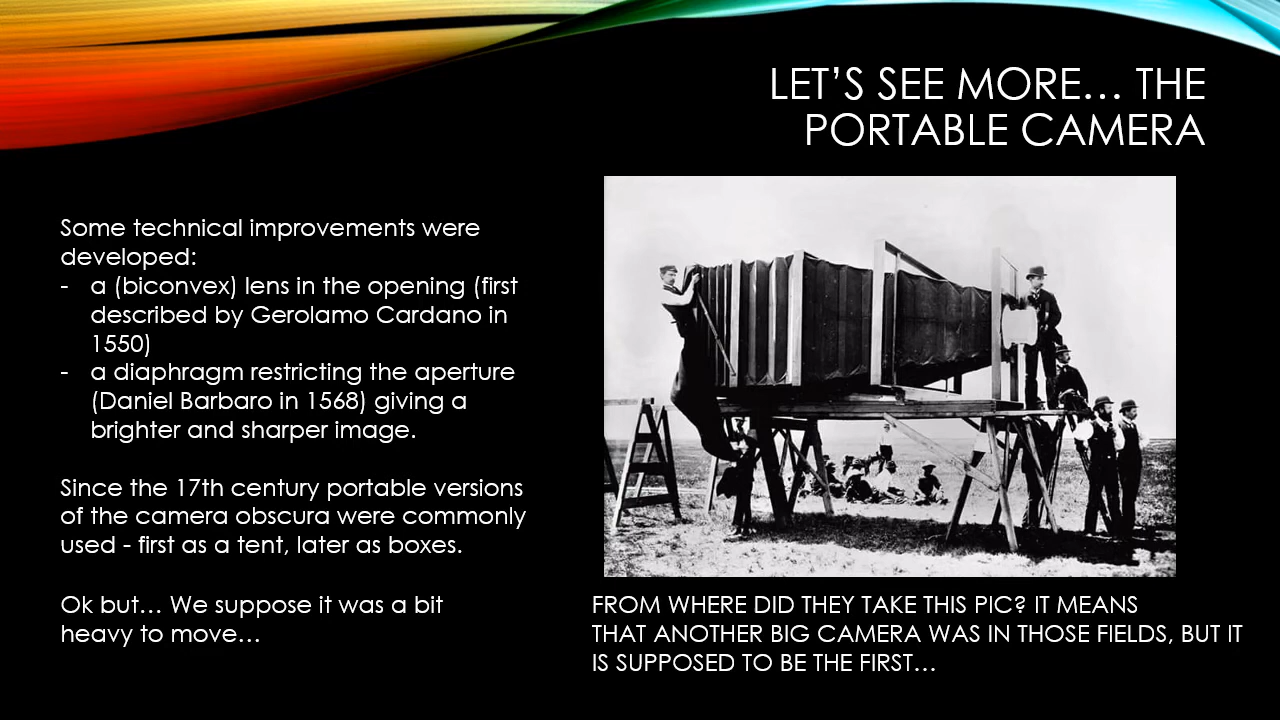 LET’S SEE MORE… THE
PORTABLE CAMERA
Some technical improvements were
developed:
- a (biconvex) lens in the opening (first
described by Gerolamo Cardano in
1550)
- a diaphragm restricting the aperture
(Daniel Barbaro in 1568) giving a
brighter and sharper image.
Since the 17th century portable versions
of the camera obscura were commonly
used - first as a tent, later as boxes.
Ok but… We suppose it was a bit
heavy to move…
FROM WHERE DID THEY TAKE THIS PIC? IT MEANS
THAT ANOTHER BIG CAMERA WAS IN THOSE FIELDS, BUT IT
IS SUPPOSED TO BE THE FIRST…